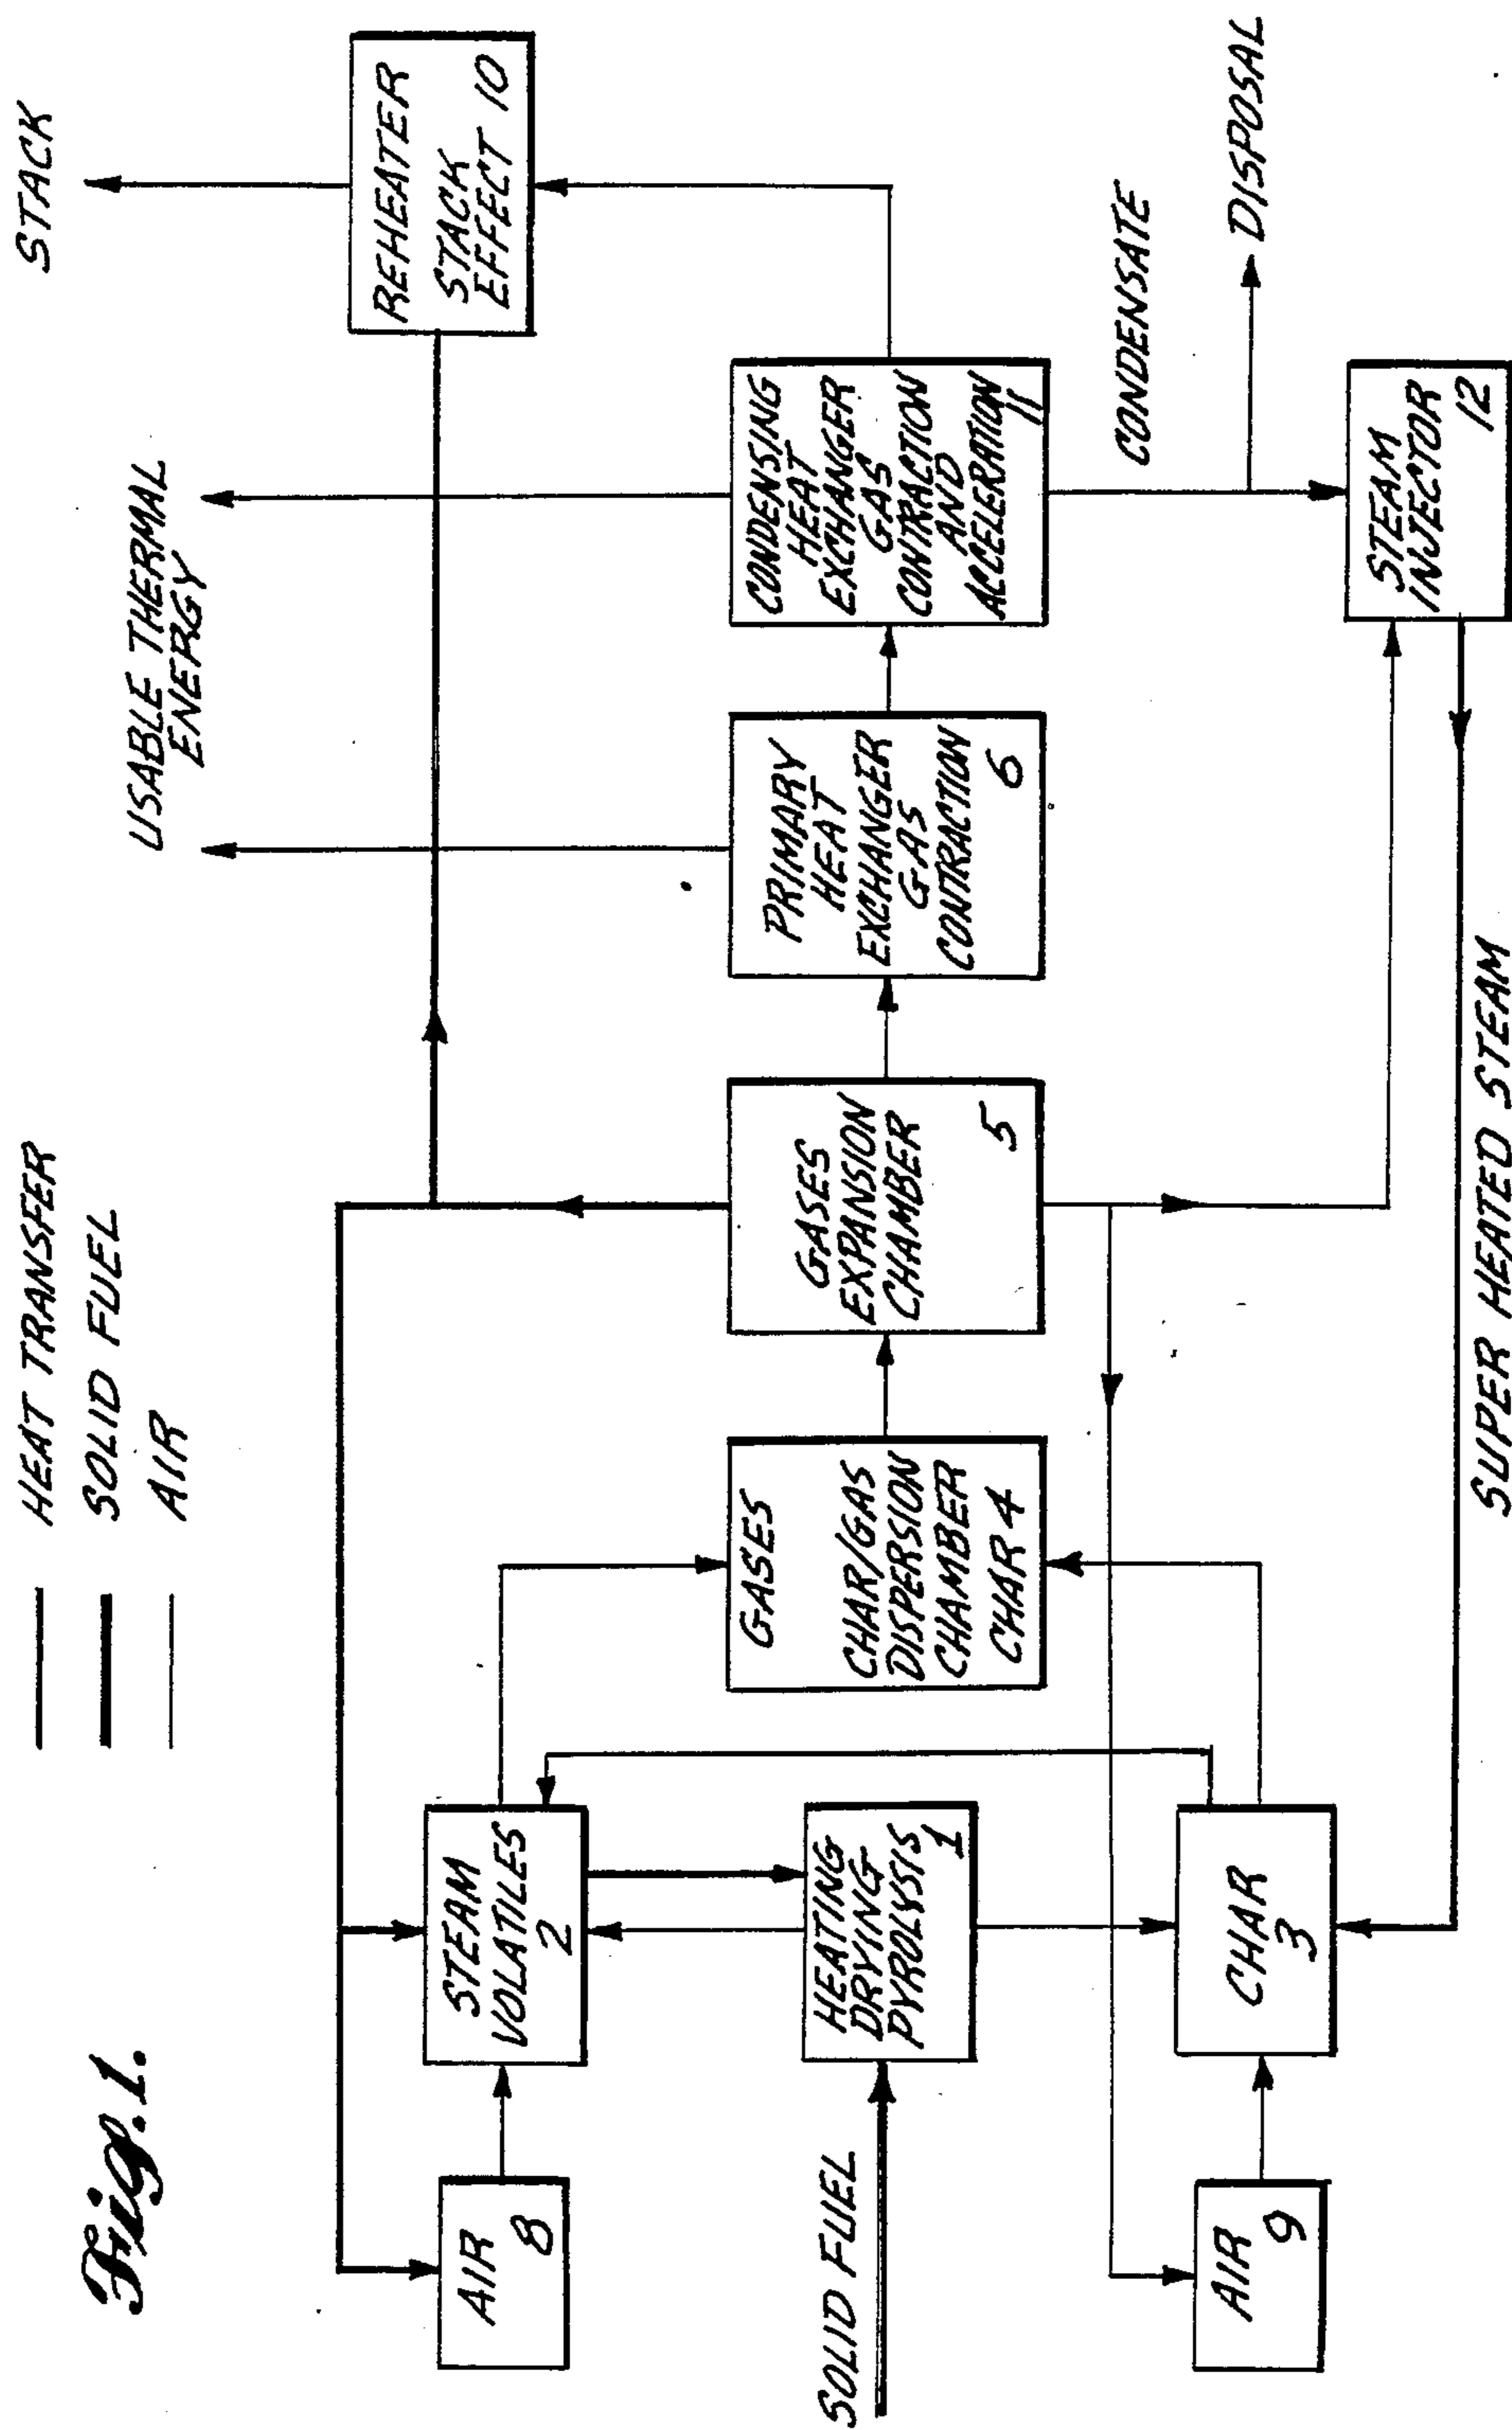 Fig. 1.
HEAT TRANSFER
SOLID FUEL
AIR
STACK
USABLE THERMAL
ENERGY
REHEATER
STACK
EFFECT 10
AIR
8
STEAM
VOLATILES
2
SOLID FUEL
HEATING
DRYING
PYROLYSIS
1
GASES
CHAR/GAS
DISPERSION
CHAMBER
CHAR 4
GASES
EXPANSION
CHAMBER
5
PRIMARY
HEAT
EXCHANGER
GAS
CONTRACTION
6
CONDENSING
HEAT
EXCHANGER
GAS
CONTRACTION
AND
ACCELERATION
11
CONDENSATE
DISPOSAL
AIR
9
CHAR
3
STEAM
INJECTOR
12
SUPER HEATED STEAM